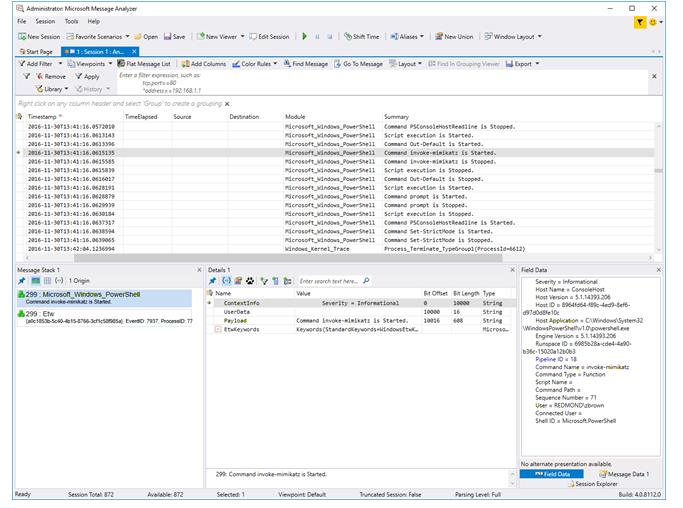 Administrator: Microsoft Message Analyzer
File Session Tools Help
New Session Favorite Scenarios Open Save New Viewer Edit Session Shift Time Aliases New Union Window Layout
Start Page 1 : Session 1 : An...
Add Filter Viewpoints Flat Message List Add Columns Color Rules Find Message Go To Message Layout Find In Grouping Viewer Export
Remove Apply
Library History
Enter a filter expression, such as:
tcp.port==80
*address==192.168.1.1
Right click on any column header and select 'Group' to create a grouping
Timestamp TimeElapsed Source Destination Module Summary
2016-11-30T13:41:16.0572010 Microsoft_Windows_PowerShell Command PSConsoleHostReadline is Stopped.
2016-11-30T13:41:16.0613143 Microsoft_Windows_PowerShell Script execution is Started.
2016-11-30T13:41:16.0613396 Microsoft_Windows_PowerShell Command Out-Default is Started.
2016-11-30T13:41:16.0615135 Microsoft_Windows_PowerShell Command invoke-mimikatz is Started.
2016-11-30T13:41:16.0615585 Microsoft_Windows_PowerShell Command invoke-mimikatz is Stopped.
2016-11-30T13:41:16.0615839 Microsoft_Windows_PowerShell Script execution is Stopped.
2016-11-30T13:41:16.0616017 Microsoft_Windows_PowerShell Command Out-Default is Stopped.
2016-11-30T13:41:16.0628191 Microsoft_Windows_PowerShell Script execution is Started.
2016-11-30T13:41:16.0628879 Microsoft_Windows_PowerShell Command prompt is Started.
2016-11-30T13:41:16.0629939 Microsoft_Windows_PowerShell Command prompt is Stopped.
2016-11-30T13:41:16.0630184 Microsoft_Windows_PowerShell Script execution is Stopped.
2016-11-30T13:41:16.0637317 Microsoft_Windows_PowerShell Command PSConsoleHostReadline is Started.
2016-11-30T13:41:16.0638594 Microsoft_Windows_PowerShell Command Set-StrictMode is Started.
2016-11-30T13:41:16.0639065 Microsoft_Windows_PowerShell Command Set-StrictMode is Stopped.
2016-11-30T13:42:04.1236994 Windows_Kernel_Trace Process_Terminate_TypeGroup1{ProcessId=6612}
Message Stack 1
1 Origin
299 : Microsoft_Windows_PowerShell
Command invoke-mimikatz is Started.
299 : Etw
EventID: 7937, ProcessID: 77
Details 1
Enter search text here...
Name Value Bit Offset Bit Length Type
ContextInfo Severity = Informational 0 10000 String
UserData 10000 16 String
Payload Command invoke-mimikatz is Started. 10016 608 String
EtwKeywords Keywords{StandardKeywords=WindowsEtwK... Microso...
299: Command invoke-mimikatz is Started.
Field Data
Severity = Informational
Host Name = ConsoleHost
Host Version = 5.1.14393.206
Host ID = 8964fd64-f89c-4ed9-8ef6-
d97d0d8fe10c
Host Application = C:\Windows\System32
\WindowsPowerShell\v1.0\powershell.exe
Engine Version = 5.1.14393.206
Runspace ID = 6985b28a-cde4-4a90-
b36c-15020a12b0b3
Pipeline ID = 18
Command Name = invoke-mimikatz
Command Type = Function
Script Name =
Command Path =
Sequence Number = 71
User = REDMOND\zbrown
Connected User =
Shell ID = Microsoft.PowerShell
No alternate presentation available.
Field Data Message Data 1
Session Explorer
Ready Session Total: 872 Available: 872 Selected: 1 Viewpoint: Default Truncated Session: False Parsing Level: Full Build: 4.0.8112.0